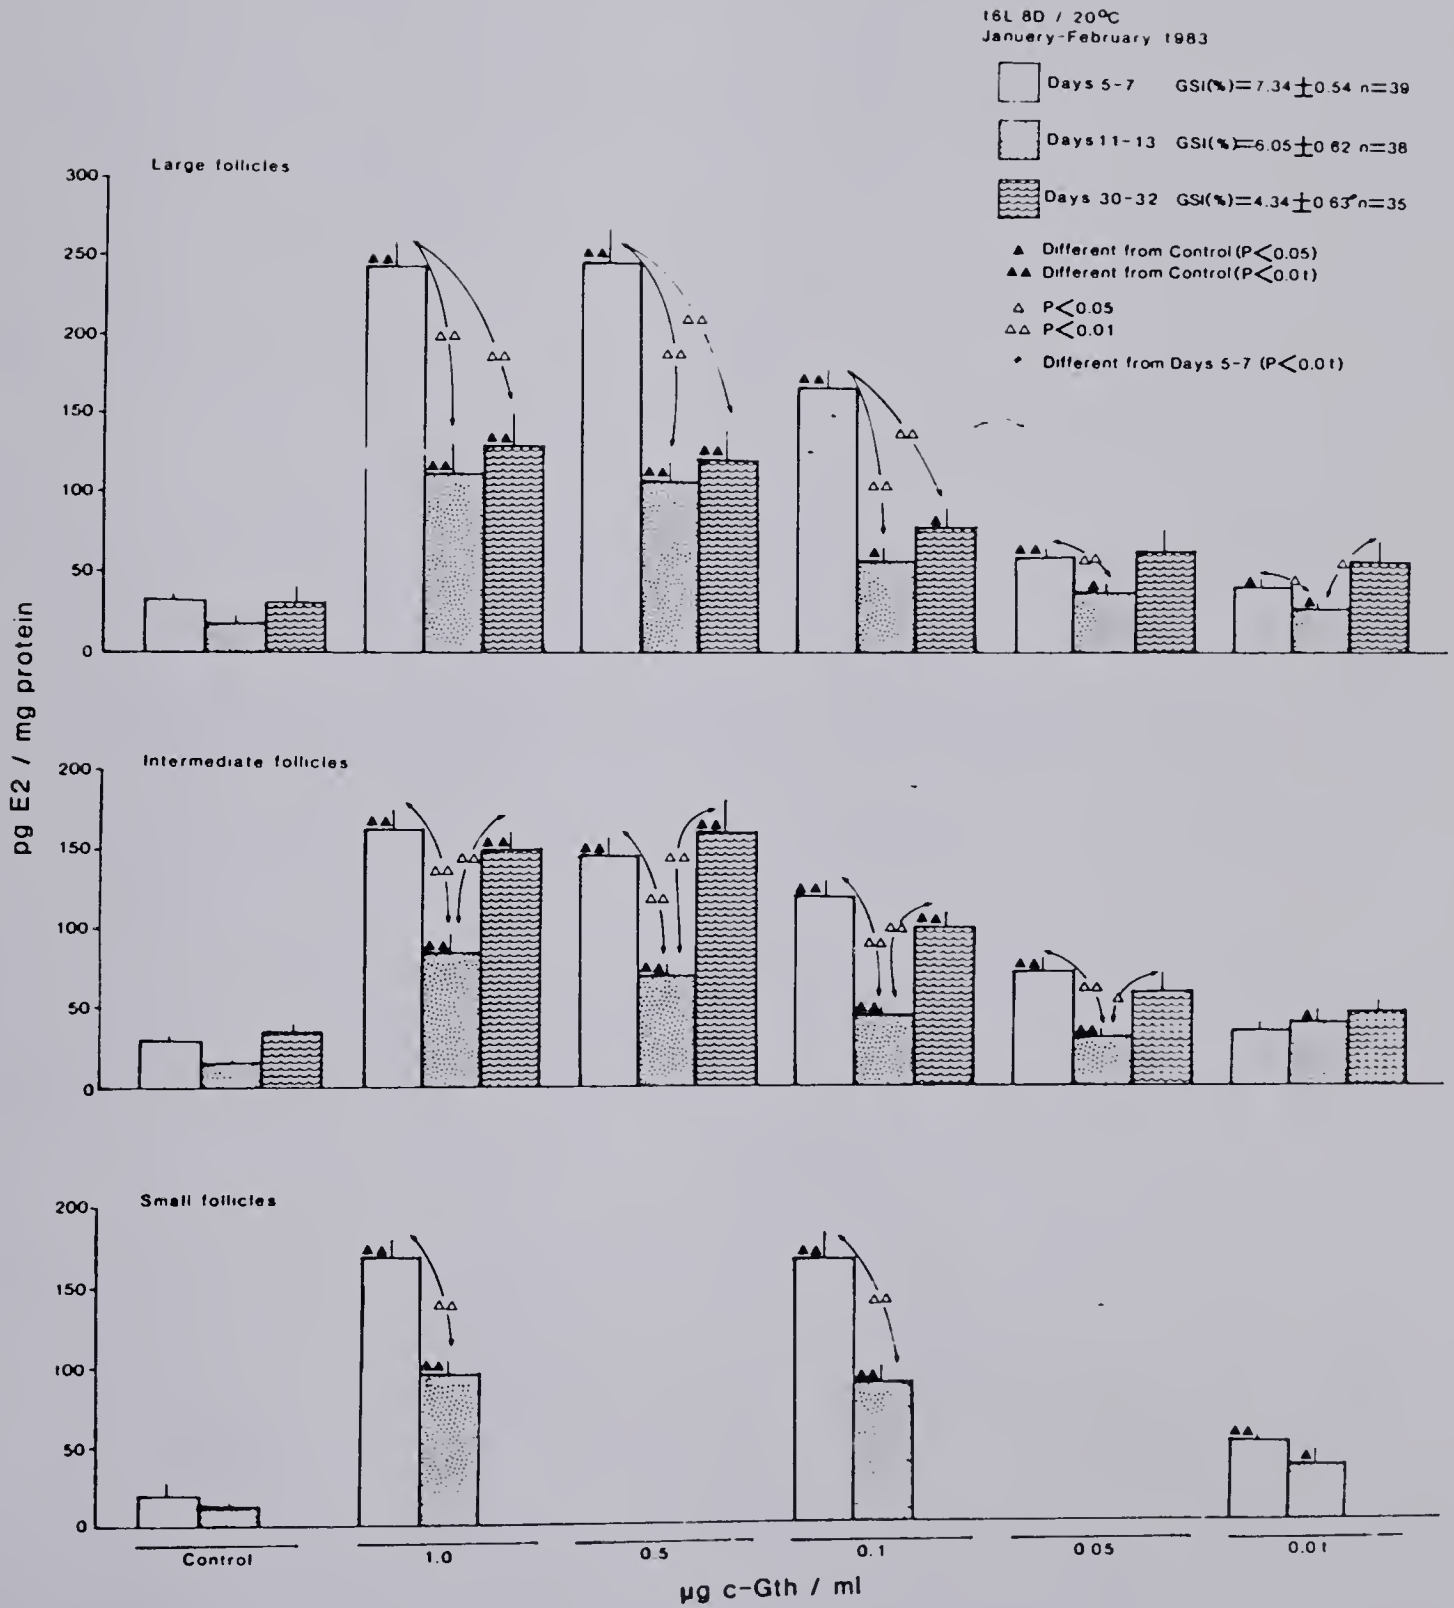 16L 8D / 20°C
Januery-February 1983
Days 5-7 GSI(%)=7.34±0.54 n=39
Days 11-13 GSI(%)=6.05±0 62 n=38
Days 30-32 GSI(%)=4.34±0 63* n=35
▲ Different from Control (P<0.05)
▲▲ Different from Control (P<0.01)
△ P<0.05
△△ P<0.01
* Different from Days 5-7 (P<0.01)
Large follicles
300
250
200
150
100
50
0
pg E2 / mg protein
Intermediate follicles
200
150
100
50
0
Small follicles
200
150
100
50
0
Control 1.0 0.5 0.1 0 05 0.01
µg c-Gth / ml